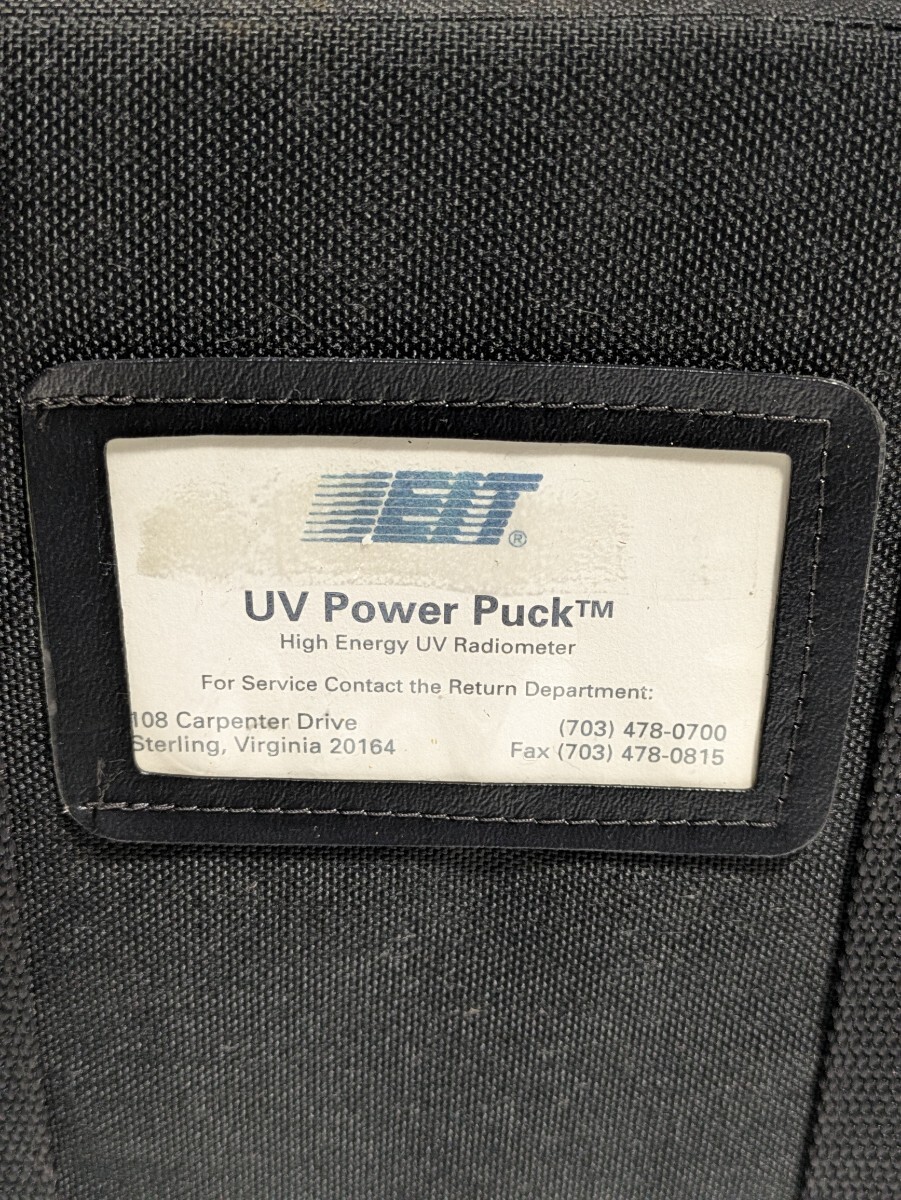 EIT®
UV Power Puck™
High Energy UV Radiometer
For Service Contact the Return Department:
108 Carpenter Drive
(703) 478-0700
Sterling, Virginia 20164
Fax (703) 478-0815